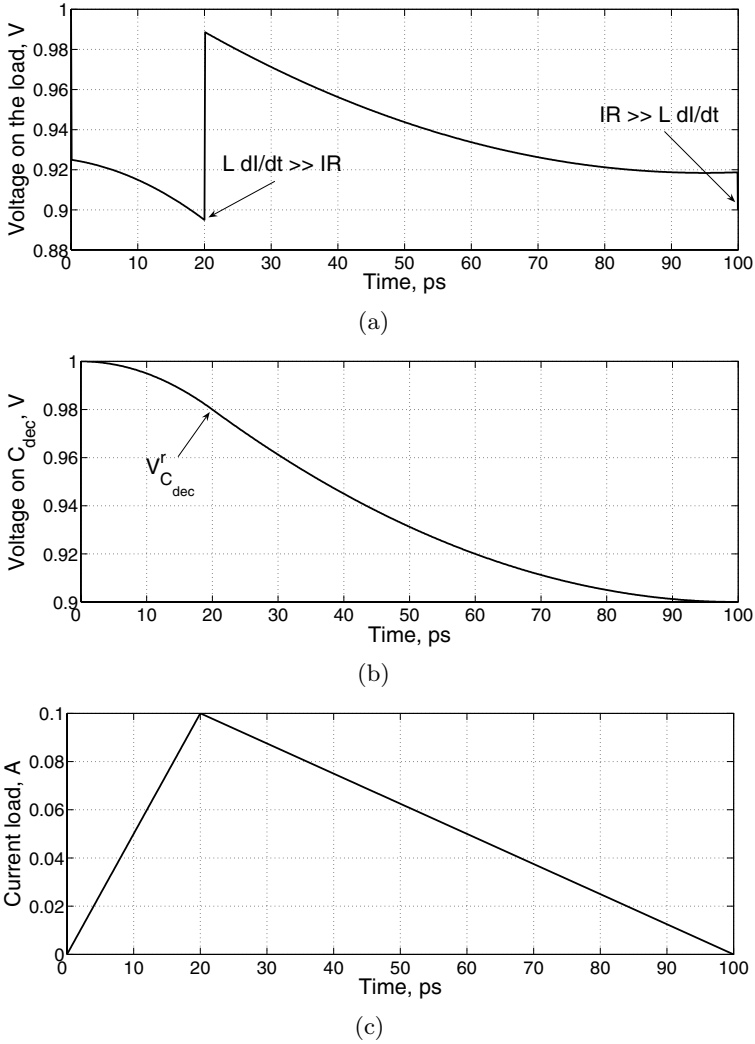 1
0.98
0.96
0.94
0.92
0.9
0.88
Voltage on the load, V
L dI/dt >> IR
IR >> L dI/dt
0 10 20 30 40 50 60 70 80 90 100
Time, ps
(a)
1
0.98
0.96
0.94
0.92
0.9
Voltage on C_dec, V
V^r_C_dec
0 10 20 30 40 50 60 70 80 90 100
Time, ps
(b)
0.1
0.08
0.06
0.04
0.02
0
Current load, A
0 10 20 30 40 50 60 70 80 90 100
Time, ps
(c)